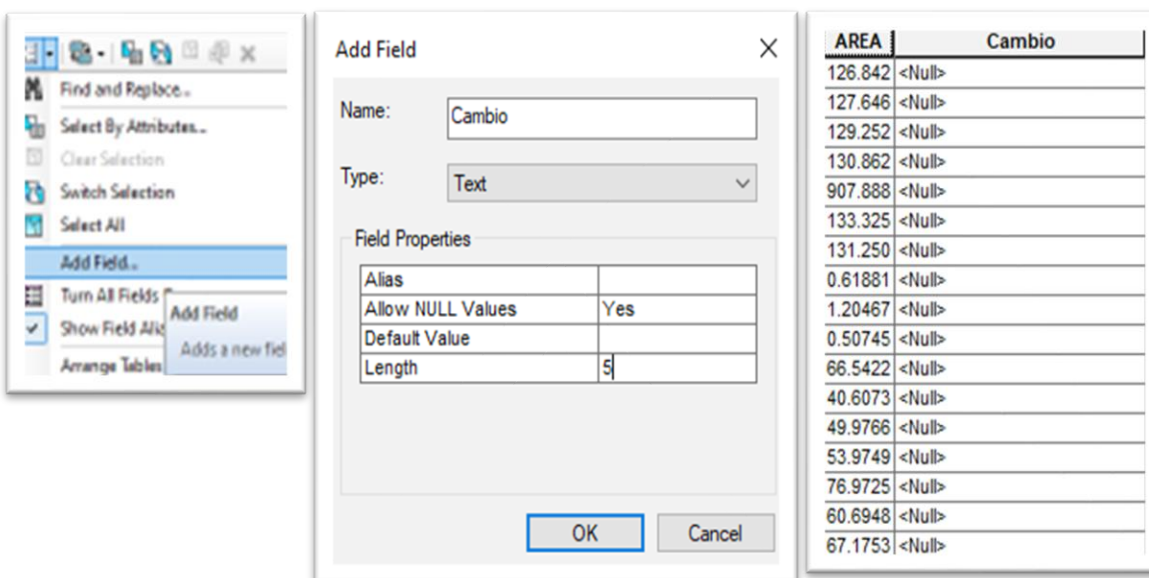 Find and Replace...
Select By Attributes...
Clear Selection
Switch Selection
Select All
Add Field...
Turn All Fields
Show Field Alia
Arrange Tables
Add Field
Adds a new fiel
Add Field
Name:
Cambio
Type:
Text
Field Properties
Alias
Allow NULL Values Yes
Default Value
Length 5
OK Cancel
AREA Cambio
126.842 <Null>
127.646 <Null>
129.252 <Null>
130.862 <Null>
907.888 <Null>
133.325 <Null>
131.250 <Null>
0.61881 <Null>
1.20467 <Null>
0.50745 <Null>
66.5422 <Null>
40.6073 <Null>
49.9766 <Null>
53.9749 <Null>
76.9725 <Null>
60.6948 <Null>
67.1753 <Null>